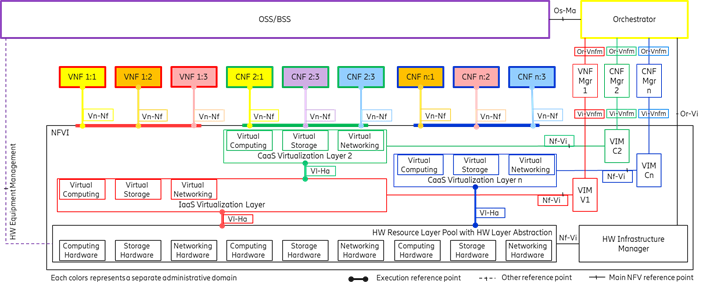 OSS/BSS
Os-Ma
Orchestrator
Or-Vnfm
Or-Vnfm
Or-Vnfm
VNF 1:1
VNF 1:2
VNF 1:3
CNF 2:1
CNF 2:3
CNF 2:3
CNF n:1
CNF n:2
CNF n:3
VNF
Mgr
1
CNF
Mgr
2
CNF
Mgr
n
Vn-Nf
Vn-Nf
Vn-Nf
Vn-Nf
Vn-Nf
Vn-Nf
Vn-Nf
Vn-Nf
Vn-Nf
Vi-Vnfm
Vi-Vnfm
Vi-Vnfm
Or-Vi
NFVI
Virtual
Computing
Virtual
Storage
Virtual
Networking
CaaS Virtualization Layer 2
Nf-Vi
VIM
C2
Vl-Ha
Virtual
Computing
Virtual
Storage
Virtual
Networking
CaaS Virtualization Layer n
Nf-Vi
VIM
Cn
Virtual
Computing
Virtual
Storage
Virtual
Networking
IaaS Virtualization Layer
Nf-Vi
VIM
V1
Vl-Ha
Vl-Ha
HW Equipment Management
HW Resource Layer Pool with HW Layer Abstraction
Computing
Hardware
Storage
Hardware
Networking
Hardware
Computing
Hardware
Storage
Hardware
Networking
Hardware
Computing
Hardware
Storage
Hardware
Networking
Hardware
Nf-Vi
HW Infrastructure
Manager
Each colors represents a separate administrative domain
Execution reference point
Other reference point
Main NFV reference point